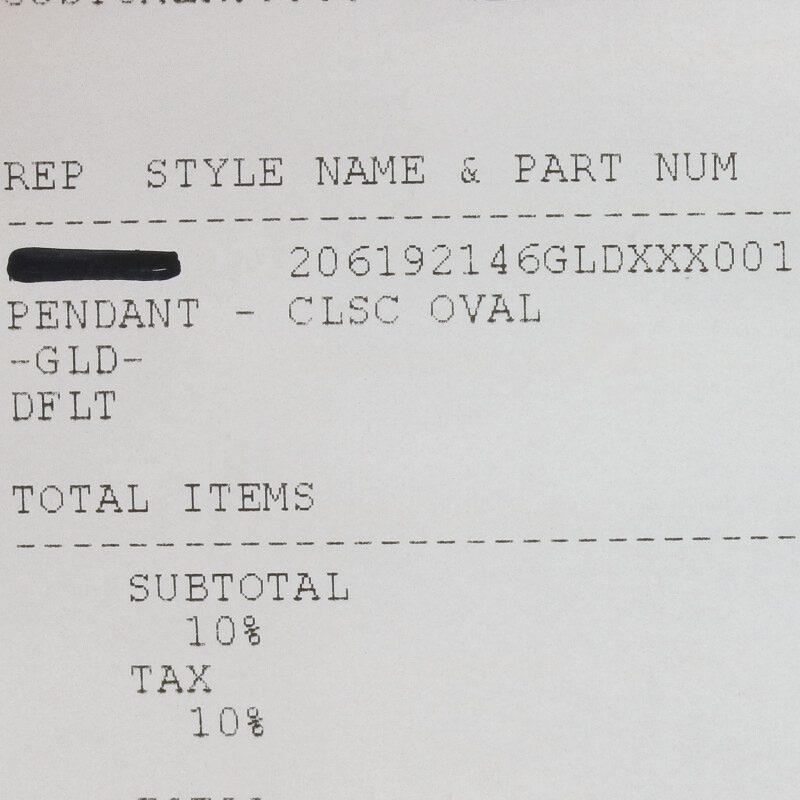 REP STYLE NAME & PART NUM
--------------------------------
206192146GLDXXX001
PENDANT - CLSC OVAL
-GLD-
DFLT
TOTAL ITEMS
--------------------------------
SUBTOTAL
10%
TAX
10%